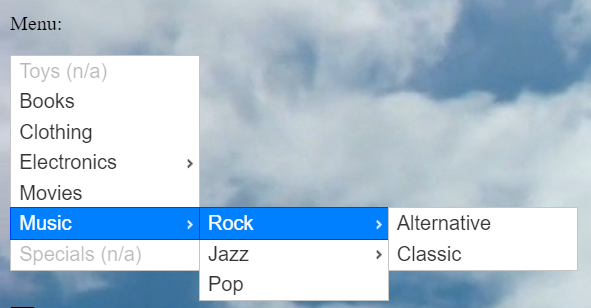 Menu:
Toys (n/a)
Books
Clothing
Electronics
Movies
Music
Specials (n/a)
Rock
Jazz
Pop
Alternative
Classic